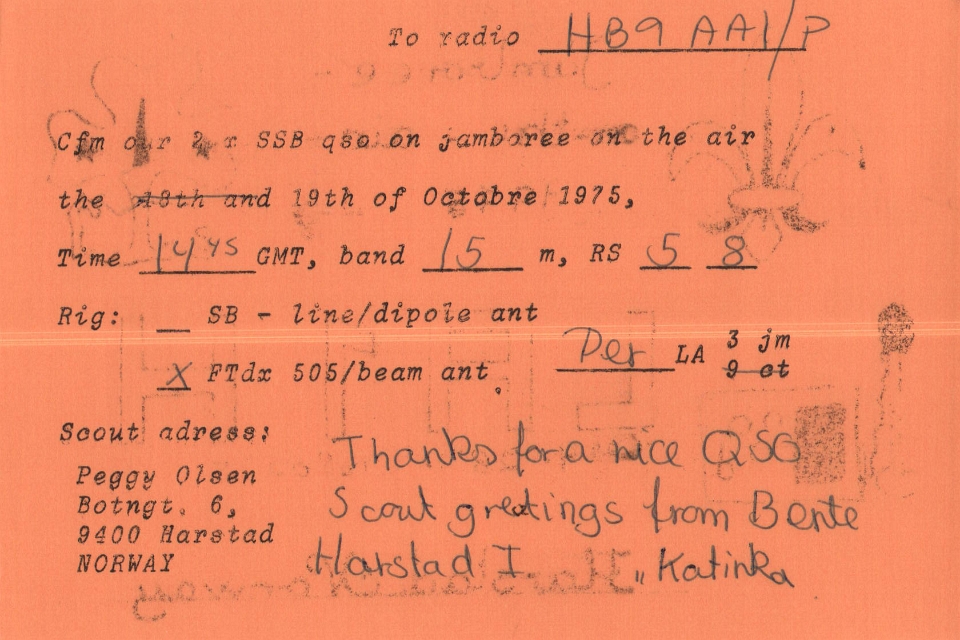 To radio HB9 AA1/P
Cfm our 2 x SSB qso on jamboree on the air
the 18th and 19th of Octobre 1975,
Time 1445 GMT, band 15 m, RS 5 8
Rig: SB - line/dipole ant
X FTdx 505/beam ant.
Per LA 3 jm
9 ct
Scout adress:
Peggy Olsen
Botngt. 6,
9400 Harstad
NORWAY
Thanks for a nice QSO
Scout greetings from Bente
Harstad I „ Katinka